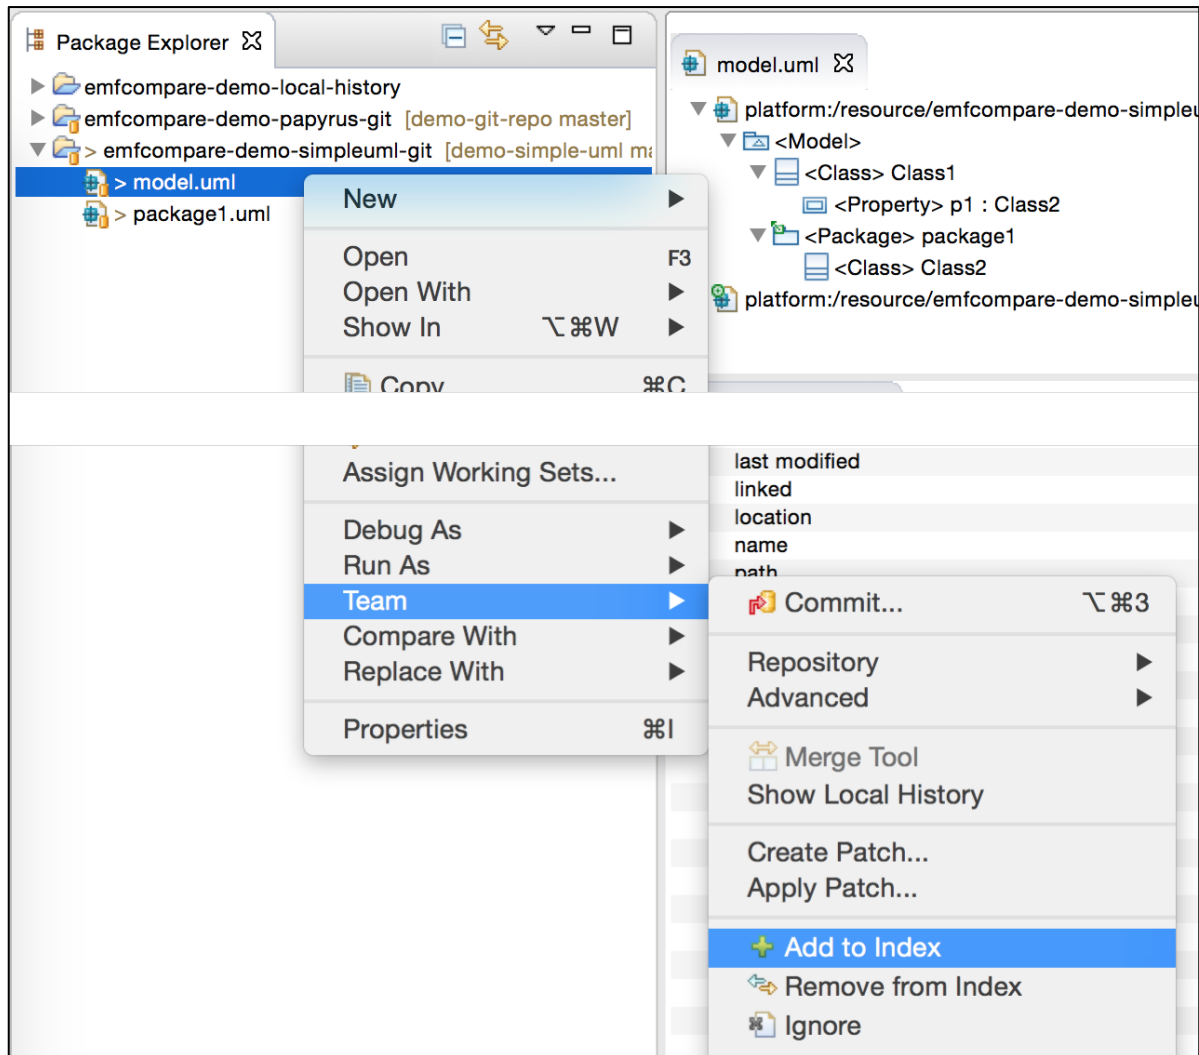 Package Explorer
emfcompare-demo-local-history
emfcompare-demo-papyrus-git [demo-git-repo master]
> emfcompare-demo-simpleuml-git [demo-simple-uml ma
> model.uml
> package1.uml
model.uml
platform:/resource/emfcompare-demo-simpleu
<Model>
<Class> Class1
<Property> p1 : Class2
<Package> package1
<Class> Class2
platform:/resource/emfcompare-demo-simpleu
New
Open F3
Open With
Show In ⌥⌘W
Copy ⌘C
Assign Working Sets...
Debug As
Run As
Team
Compare With
Replace With
Properties ⌘I
last modified
linked
location
name
path
Commit... ⌥⌘3
Repository
Advanced
Merge Tool
Show Local History
Create Patch...
Apply Patch...
Add to Index
Remove from Index
Ignore